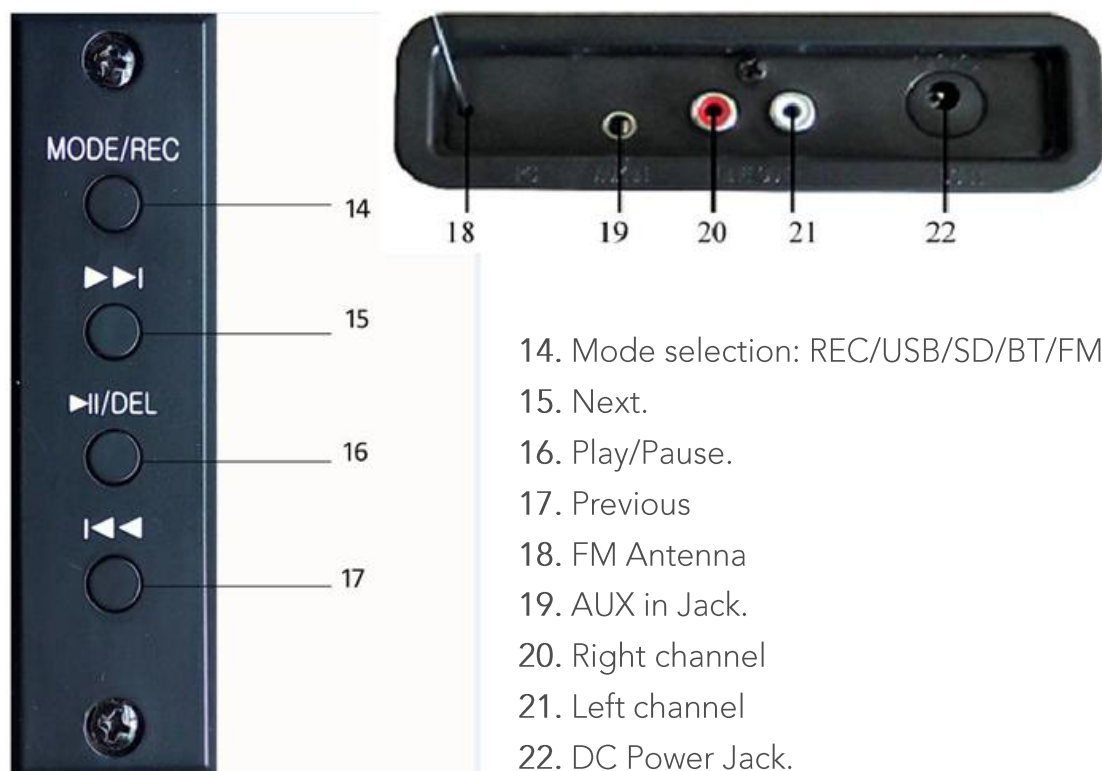 MODE/REC
14
15
▶II/DEL
16
17
18 19 20 21 22
14. Mode selection: REC/USB/SD/BT/FM
15. Next.
16. Play/Pause.
17. Previous
18. FM Antenna
19. AUX in Jack.
20. Right channel
21. Left channel
22. DC Power Jack.